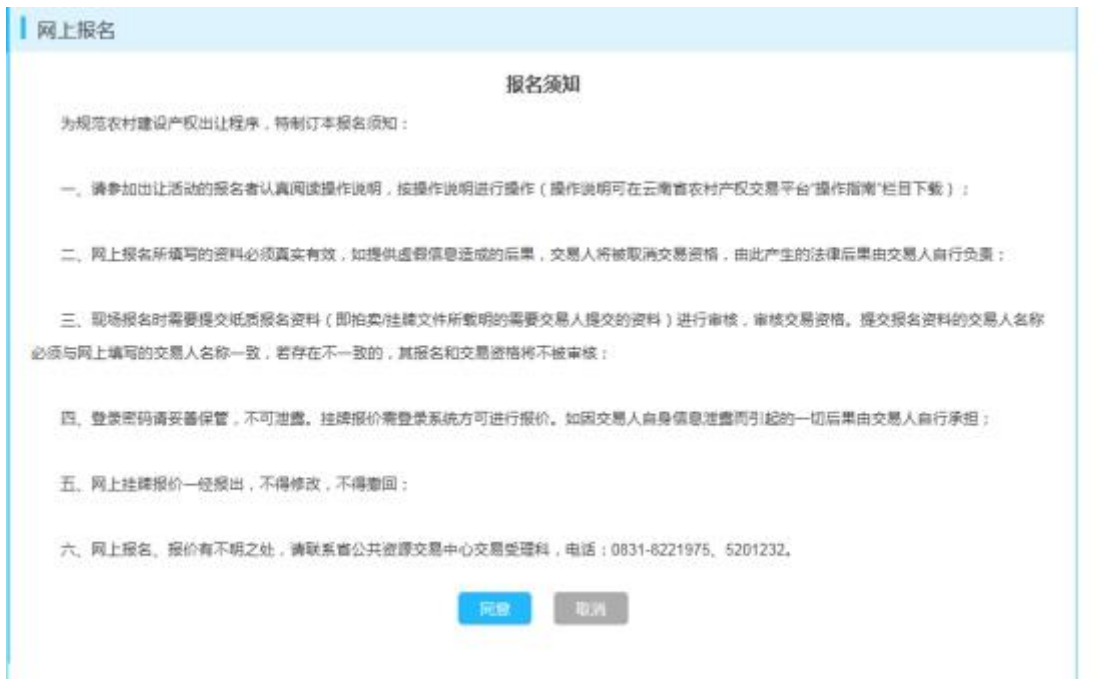 网上报名
报名须知
为规范农村建设产权出让程序，特制订本报名须知：
一、请参加出让活动的报名者认真阅读操作说明，按操作说明进行操作（操作说明可在云南省农村产权交易平台"操作指南"栏目下载）；
二、网上报名所填写的资料必须真实有效，如提供虚假信息造成的后果，交易人将被取消交易资格，由此产生的法律后果由交易人自行负责；
三、现场报名时需要提交纸质报名资料（即拍卖/挂牌文件所载明的需要交易人提交的资料）进行审核，审核交易资格。提交报名资料的交易人名称
必须与网上填写的交易人名称一致，若存在不一致的，其报名和交易资格将不被审核；
四、登录密码请妥善保管，不可泄露。挂牌报价需登录系统方可进行报价。如因交易人自身信息泄露而引起的一切后果由交易人自行承担；
五、网上挂牌报价一经报出，不得修改，不得撤回；
六、网上报名、报价有不明之处，请联系省公共资源交易中心交易受理科，电话：0831-8221975、5201232。
同意 取消